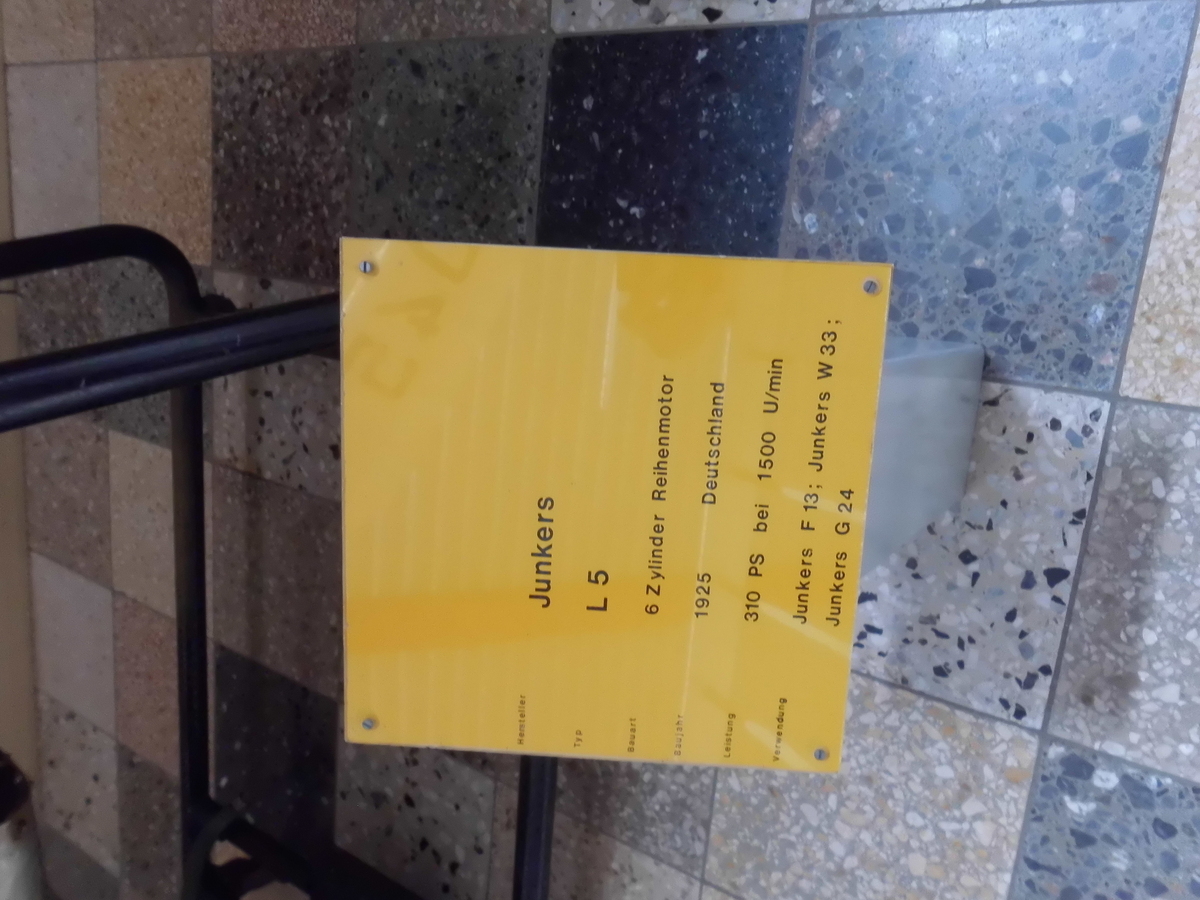 Hersteller Junkers
Typ L 5
Bauart 6 Zylinder Reihenmotor
Baujahr 1925 Deutschland
Leistung 310 PS bei 1500 U/min
Verwendung Junkers F 13 ; Junkers W 33 ;
Junkers G 24